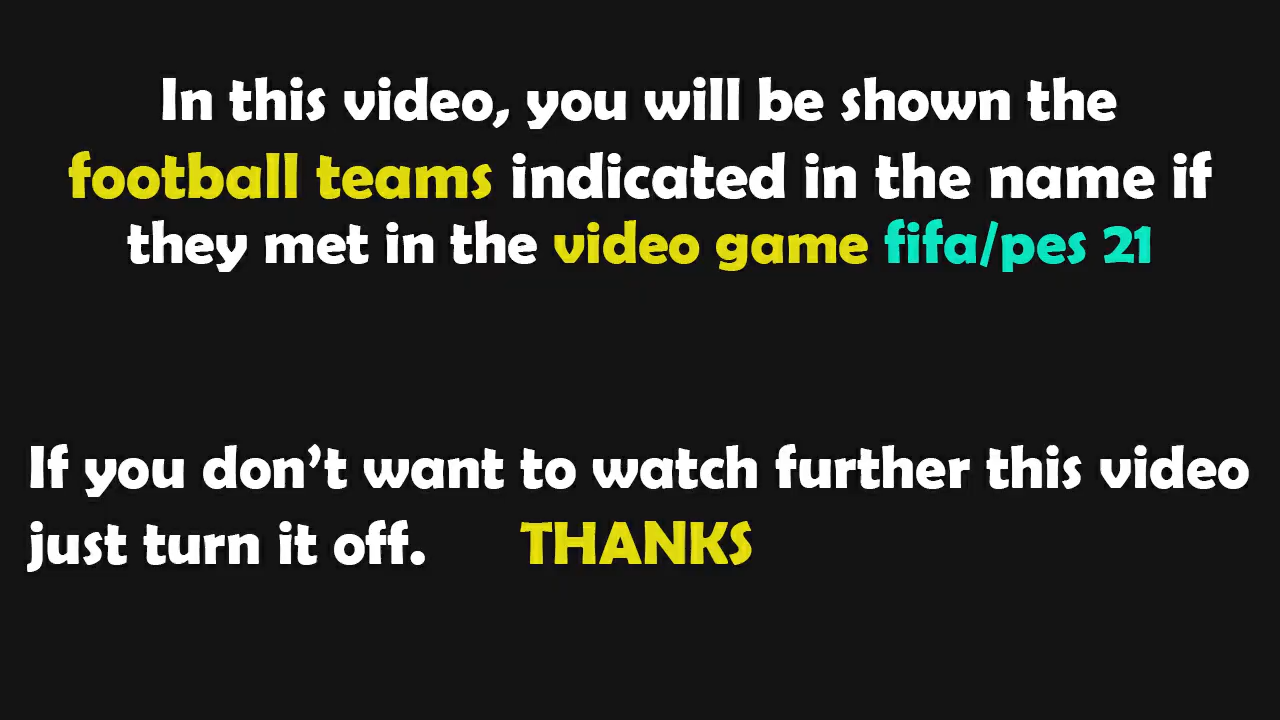 In this video, you will be shown the
football teams indicated in the name if
they met in the video game fifa/pes 21
If you don’t want to watch further this video
just turn it off. THANKS